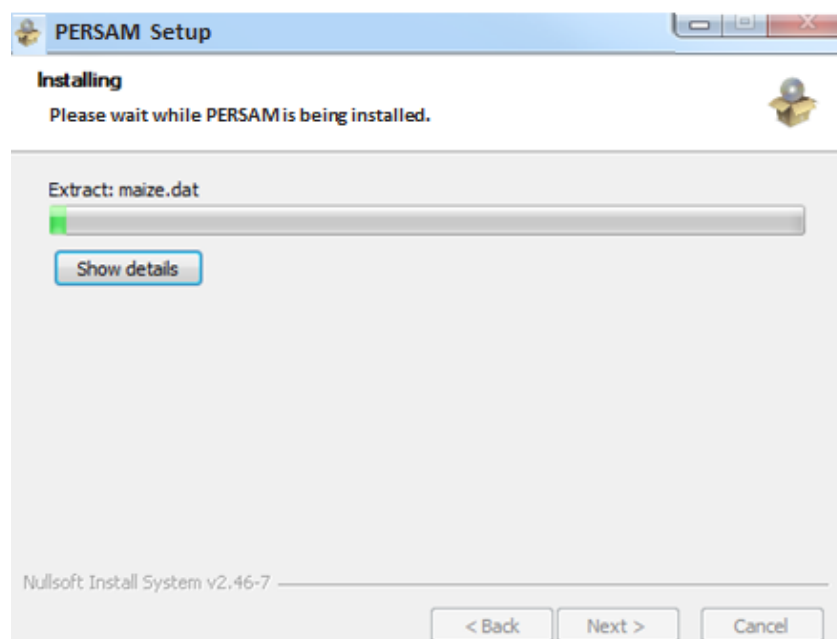 PERSAM Setup
Installing
Please wait while PERSAM is being installed.
Extract: maize.dat
Show details
Nullsoft Install System v2.46-7
< Back Next > Cancel